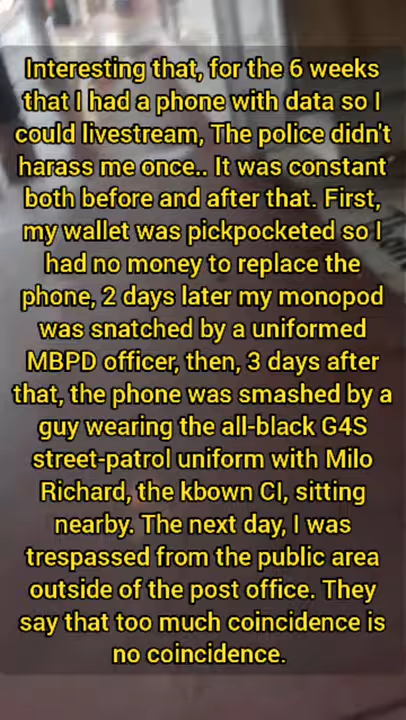 Interesting that, for the 6 weeks
that I had a phone with data so I
could livestream, The police didn't
harass me once.. It was constant
both before and after that. First,
my wallet was pickpocketed so I
had no money to replace the
phone, 2 days later my monopod
was snatched by a uniformed
MBPD officer, then, 3 days after
that, the phone was smashed by a
guy wearing the all-black G4S
street-patrol uniform with Milo
Richard, the kbown CI, sitting
nearby. The next day, I was
trespassed from the public area
outside of the post office. They
say that too much coincidence is
no coincidence.